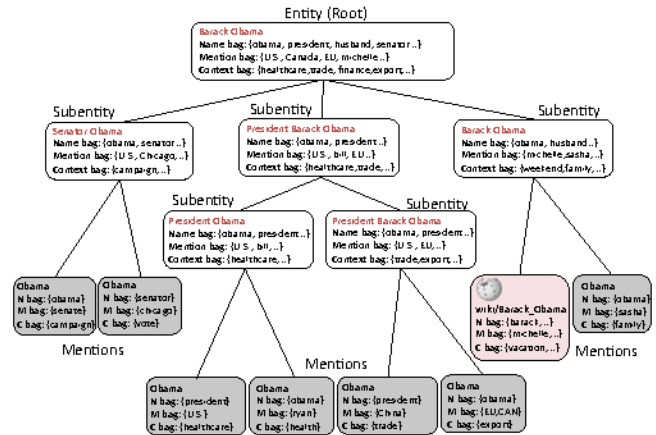 Entity (Root)
Barack Obama
Name bag: {obama, president, husband, senator..}
Mention bag: {US, Canada, EU, michelle..}
Context bag: {healthcare,trade, finance,export,..}
Subentity
Subentity
Subentity
Senator Obama
Name bag: {obama, senator..}
Mention bag: {US, Chicago,..}
Context bag: {campaign,..}
President Barack Obama
Name bag: {obama, president..}
Mention bag: {US, bill, EU..}
Context bag: {healthcare,trade,..}
Barack Obama
Name bag: {obama, husband..}
Mention bag: {michelle,sasha,..}
Context bag: {weekend,family,..}
Subentity
Subentity
President Obama
Name bag: {obama, president..}
Mention bag: {US, bill,..}
Context bag: {healthcare,..}
President Barack Obama
Name bag: {obama, president..}
Mention bag: {US, EU,..}
Context bag: {trade,export,..}
Obama
N bag: {obama}
M bag: {senate}
C bag: {campaign}
Obama
N bag: {senator}
M bag: {chicago}
C bag: {vote}
wiki/Barack_Obama
N bag: {barack,..}
M bag: {michelle,..}
C bag: {vacation,..}
Obama
N bag: {obama}
M bag: {sasha}
C bag: {family}
Mentions
Mentions
Mentions
Obama
N bag: {president}
M bag: {US}
C bag: {healthcare}
Obama
N bag: {obama}
M bag: {ryan}
C bag: {health}
Obama
N bag: {president}
M bag: {China}
C bag: {trade}
Obama
N bag: {obama}
M bag: {EU,CAN}
C bag: {export}